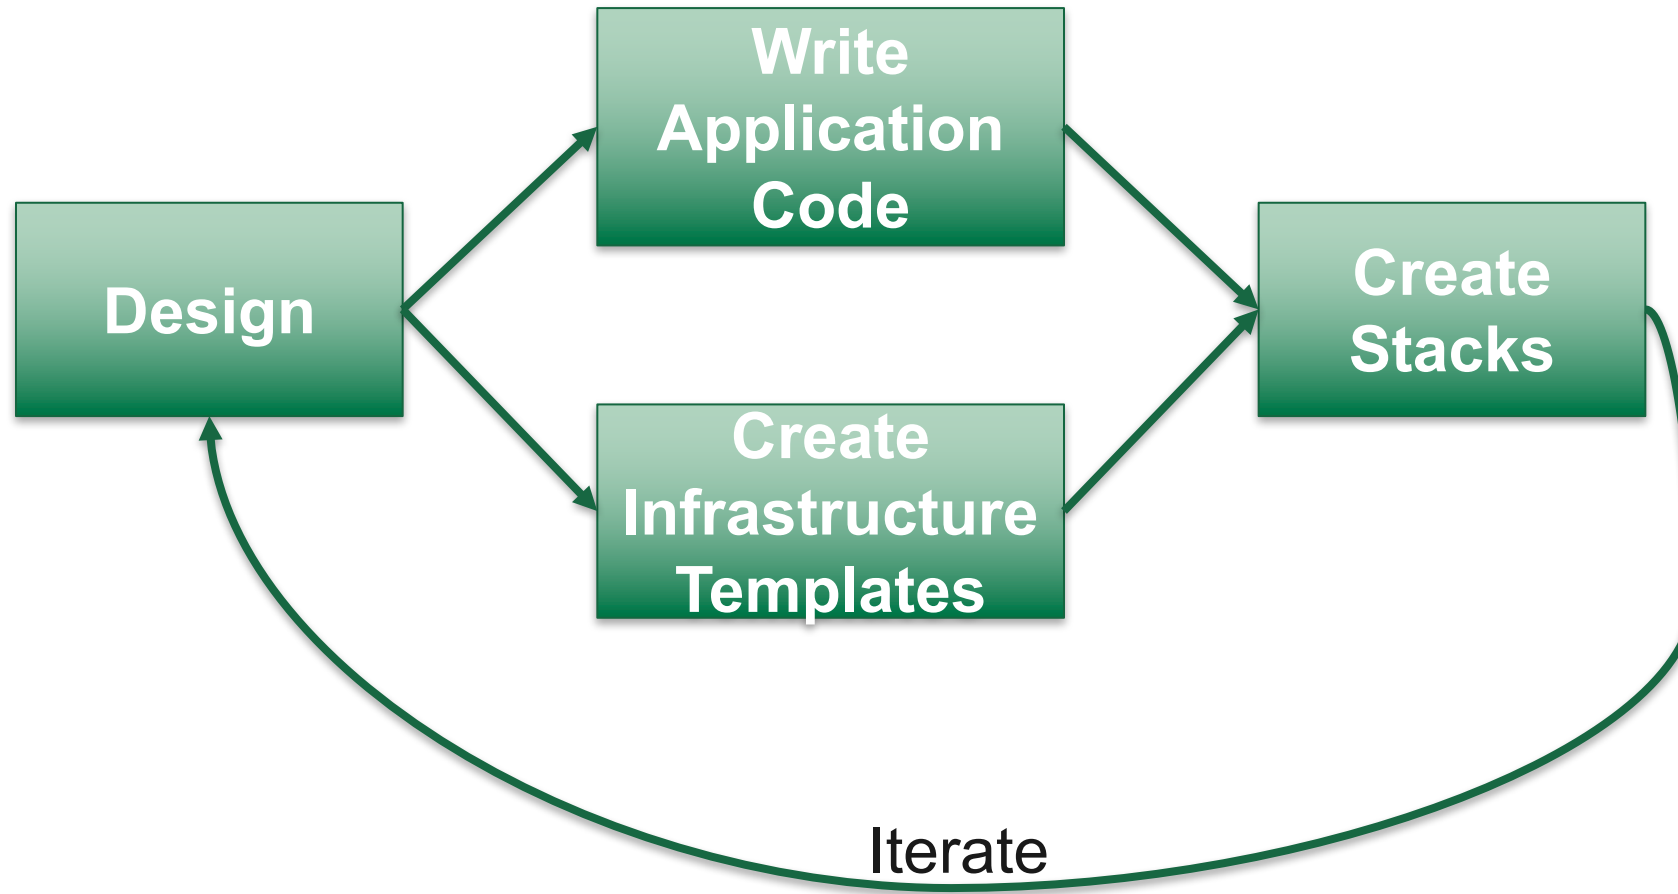 Write
Application
Code
Design
Create
Stacks
Create
Infrastructure
Templates
Iterate